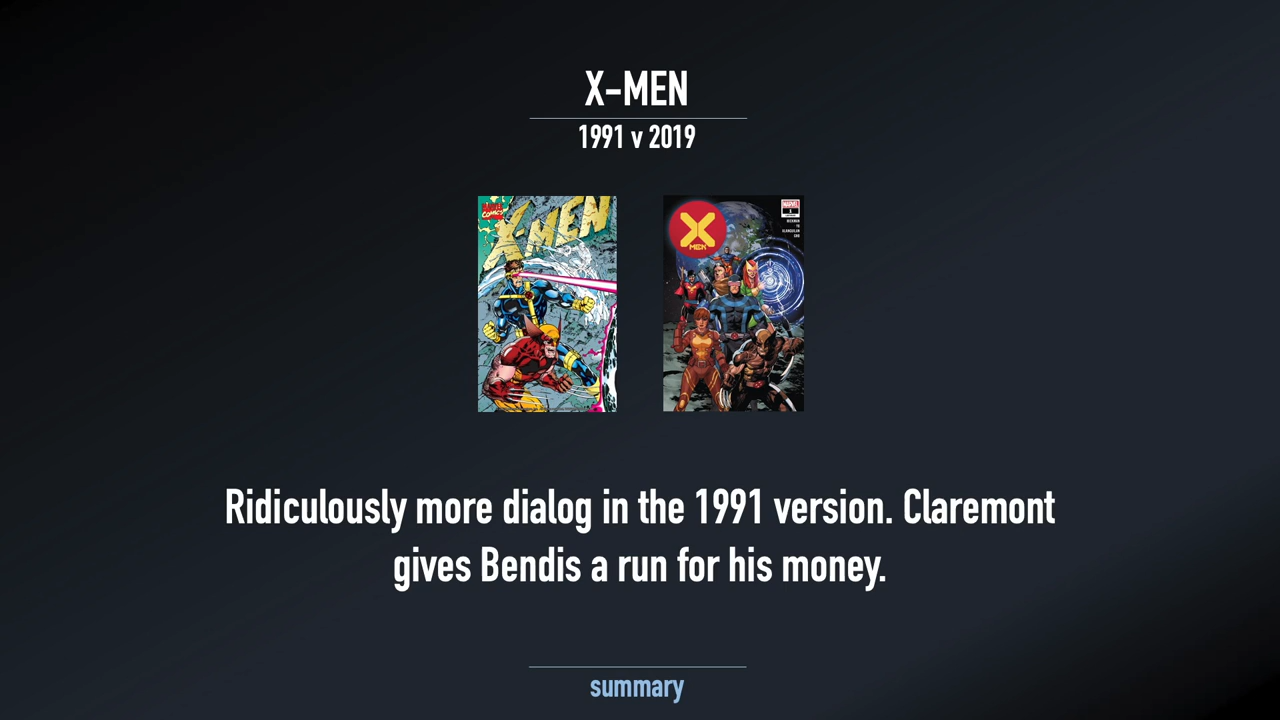 X-MEN
1991 v 2019
MARVEL
COMICS
X-MEN
X
MEN
MARVEL
1
Ridiculously more dialog in the 1991 version. Claremont
gives Bendis a run for his money.
summary